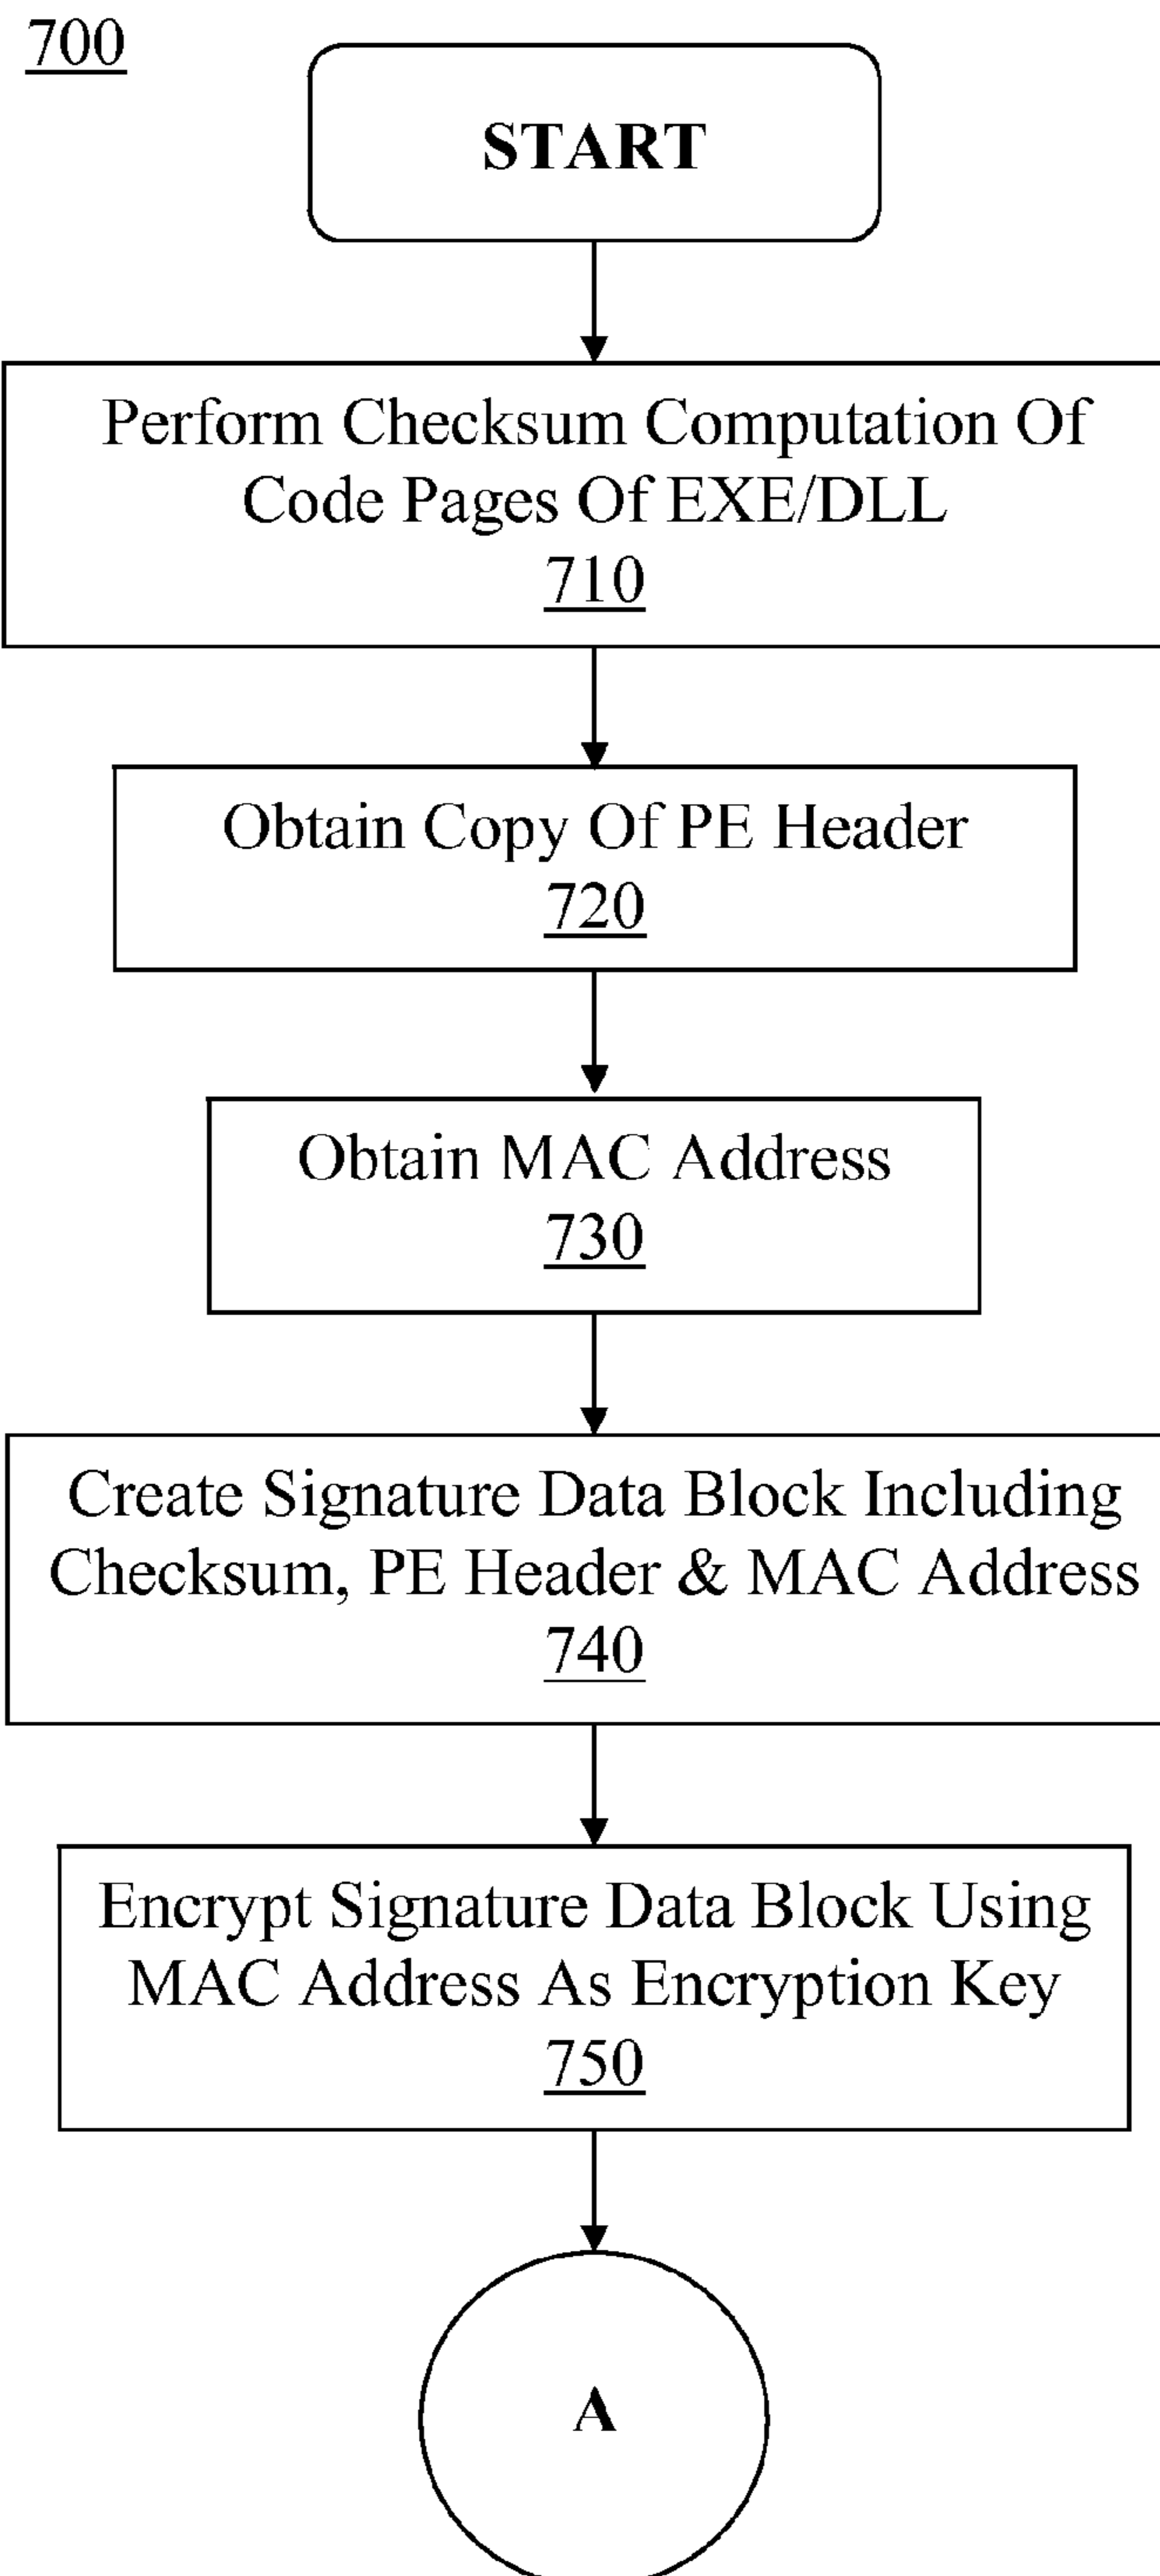 700
START
Perform Checksum Computation Of
Code Pages Of EXE/DLL
710
Obtain Copy Of PE Header
720
Obtain MAC Address
730
Create Signature Data Block Including
Checksum, PE Header & MAC Address
740
Encrypt Signature Data Block Using
MAC Address As Encryption Key
750
A